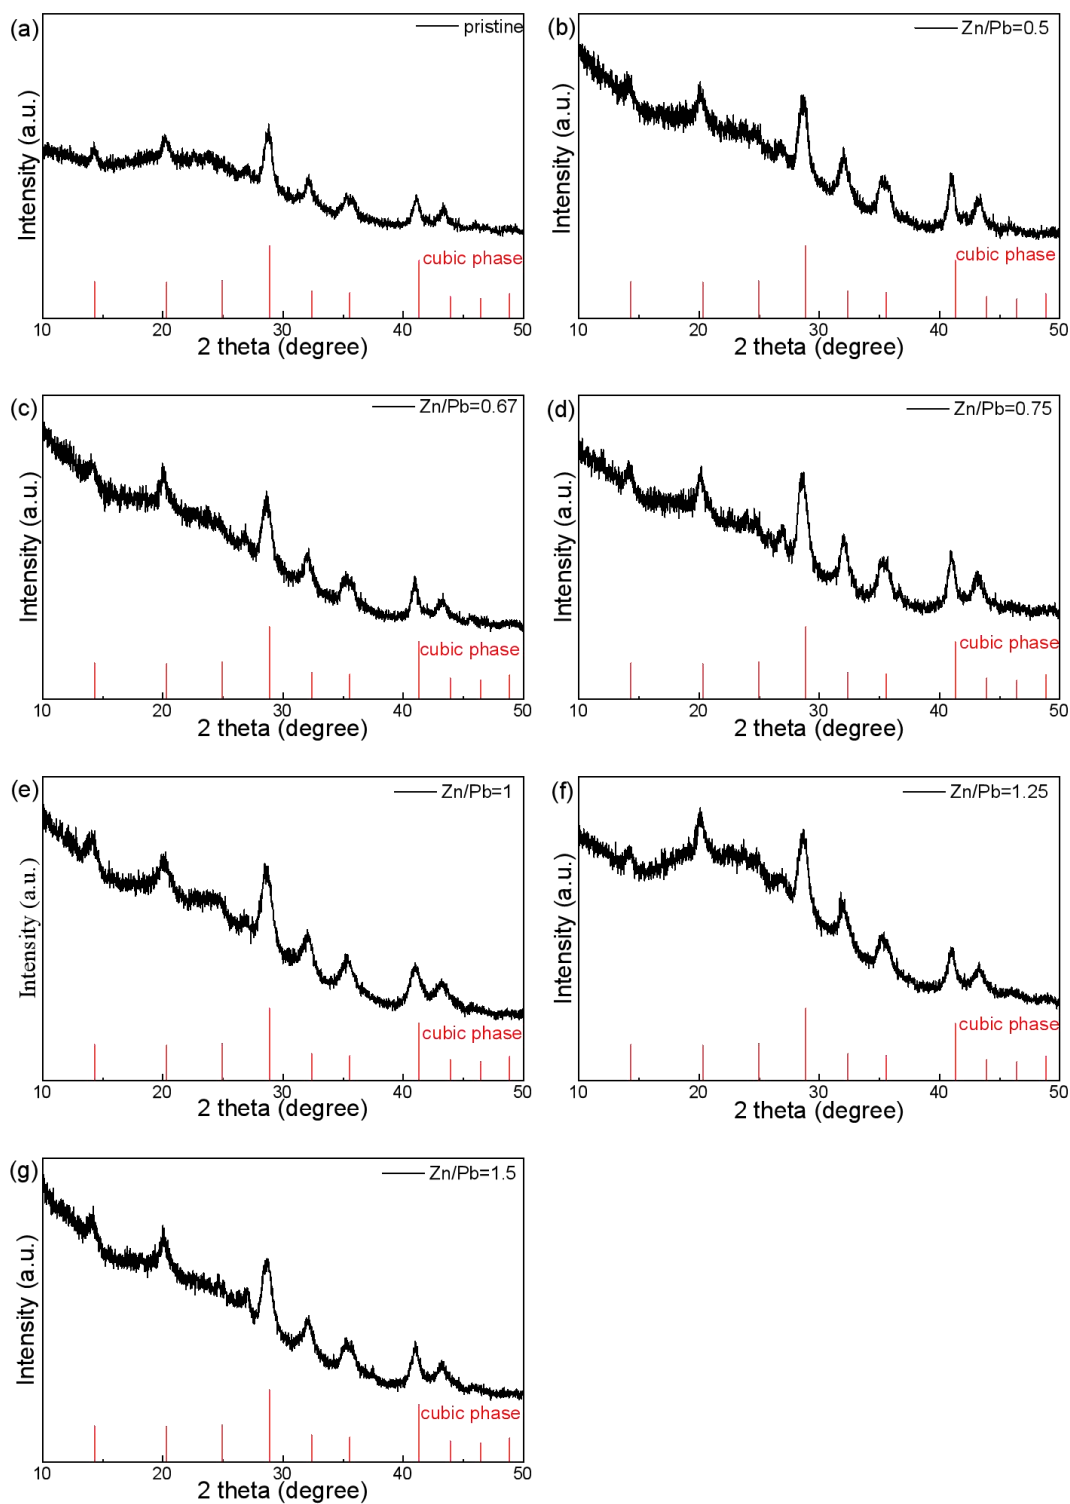 (a)
pristine
Intensity (a.u.)
cubic phase
10 20 30 40 50
2 theta (degree)
(b)
Zn/Pb=0.5
Intensity (a.u.)
cubic phase
10 20 30 40 50
2 theta (degree)
(c)
Zn/Pb=0.67
Intensity (a.u.)
cubic phase
10 20 30 40 50
2 theta (degree)
(d)
Zn/Pb=0.75
Intensity (a.u.)
cubic phase
10 20 30 40 50
2 theta (degree)
(e)
Zn/Pb=1
Intensity (a.u.)
cubic phase
10 20 30 40 50
2 theta (degree)
(f)
Zn/Pb=1.25
Intensity (a.u.)
cubic phase
10 20 30 40 50
2 theta (degree)
(g)
Zn/Pb=1.5
Intensity (a.u.)
cubic phase
10 20 30 40 50
2 theta (degree)